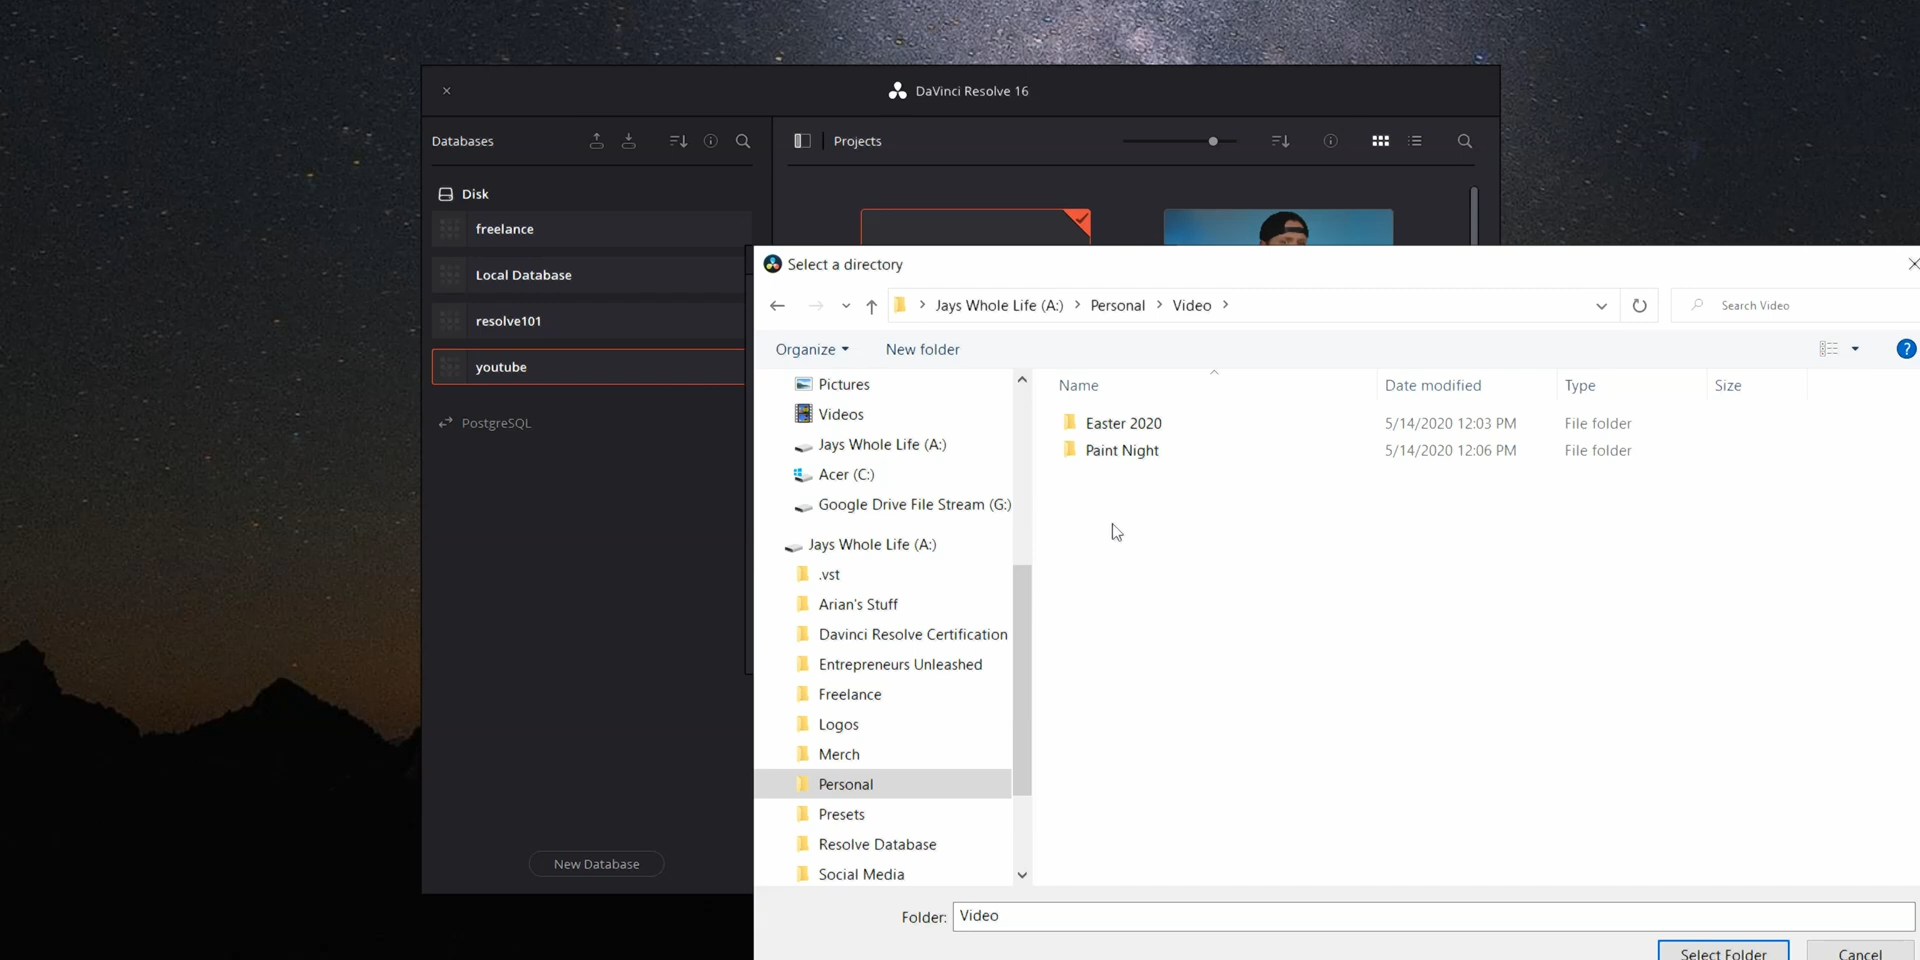 DaVinci Resolve 16
Databases
Projects
Disk
freelance
Local Database
resolve101
youtube
PostgreSQL
New Database
Select a directory
Jays Whole Life (A:) Personal Video
Search Video
Organize New folder
?
Pictures
Videos
Jays Whole Life (A:)
Acer (C:)
Google Drive File Stream (G:)
Jays Whole Life (A:)
.vst
Arian's Stuff
Davinci Resolve Certification
Entrepreneurs Unleashed
Freelance
Logos
Merch
Personal
Presets
Resolve Database
Social Media
Name Date modified Type Size
Easter 2020 5/14/2020 12:03 PM File folder
Paint Night 5/14/2020 12:06 PM File folder
Folder: Video
Select Folder Cancel